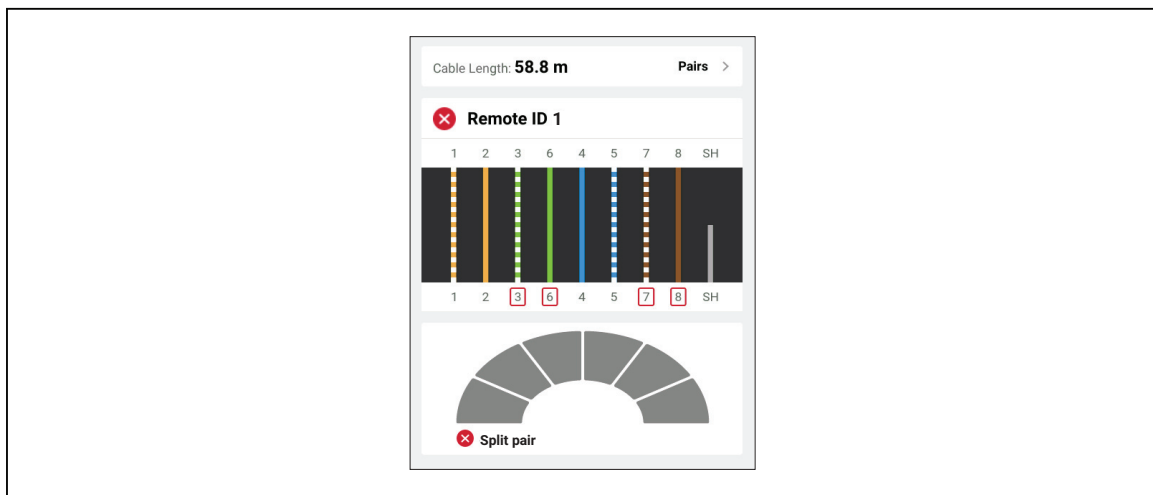 Cable Length: 58.8 m Pairs >
Remote ID 1
1 2 3 6 4 5 7 8 SH
1 2 3 6 4 5 7 8 SH
Split pair